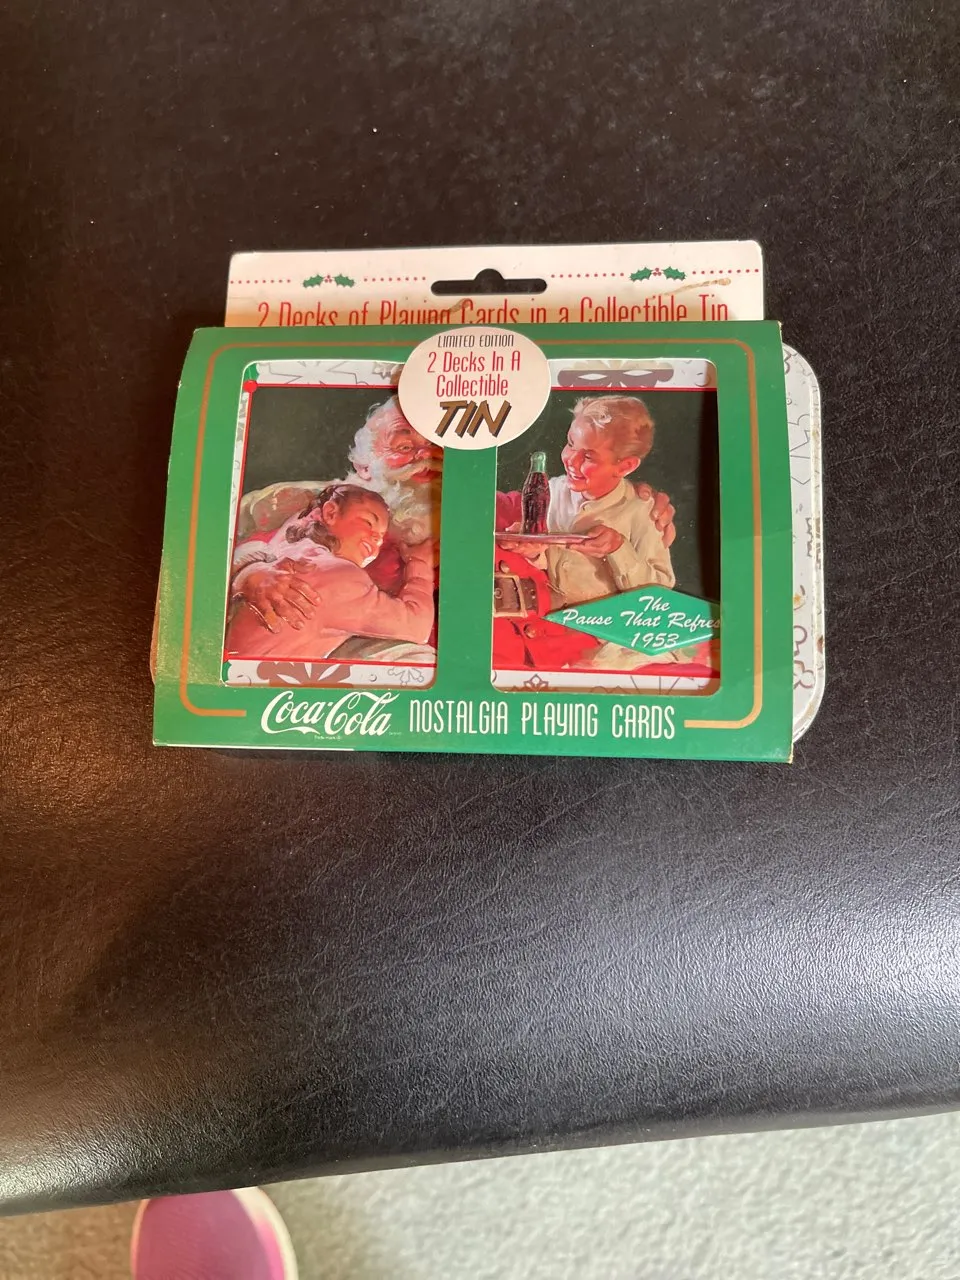 2 Decks of Playing Cards in a Collectible Tin
LIMITED EDITION
2 Decks In A
Collectible
TIN
The
Pause That Refres
1953
Coca-Cola NOSTALGIA PLAYING CARDS